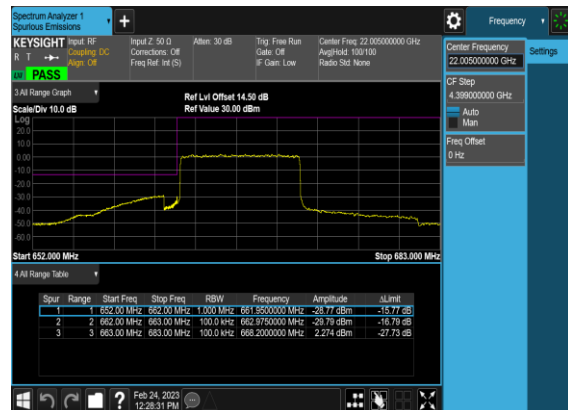 Spectrum Analyzer 1
Spurious Emissions
Frequency
KEYSIGHT
R T
PASS
Input: RF
Coupling: DC
Align: Off
Input Z: 50 Ω
Corrections: Off
Freq Ref: Int (S)
Atten: 30 dB
Trig: Free Run
Gate: Off
IF Gain: Low
Center Freq: 22.005000000 GHz
Avg|Hold: 100/100
Radio Std: None
Center Frequency
22.005000000 GHz
Settings
CF Step
4.399000000 GHz
Auto
Man
Freq Offset
0 Hz
3 All Range Graph
Scale/Div 10.0 dB
Ref Lvl Offset 14.50 dB
Ref Value 30.00 dBm
Log
20.0
10.0
0.00
-10.0
-20.0
-30.0
-40.0
-50.0
-60.0
Start 652.000 MHz
Stop 683.000 MHz
4 All Range Table
Spur Range Start Freq Stop Freq RBW Frequency Amplitude ΔLimit
1 1 652.00 MHz 662.00 MHz 1.000 MHz 661.9500000 MHz -28.77 dBm -15.77 dB
2 2 662.00 MHz 663.00 MHz 100.0 kHz 662.9750000 MHz -29.79 dBm -16.79 dB
3 3 663.00 MHz 683.00 MHz 100.0 kHz 668.2000000 MHz 2.274 dBm -27.73 dB
Feb 24, 2023
12:28:31 PM